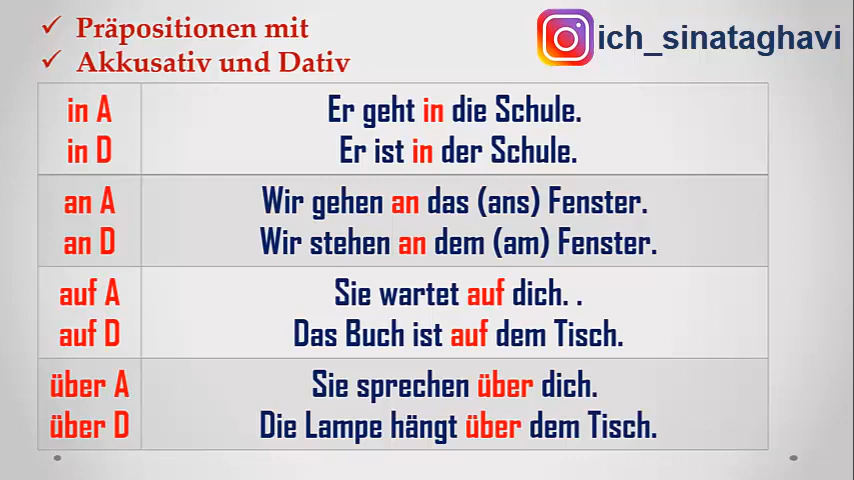 ✓ Präpositionen mit
✓ Akkusativ und Dativ
ich_sinataghavi
in A
in D
Er geht in die Schule.
Er ist in der Schule.
an A
an D
Wir gehen an das (ans) Fenster.
Wir stehen an dem (am) Fenster.
auf A
auf D
Sie wartet auf dich. .
Das Buch ist auf dem Tisch.
über A
über D
Sie sprechen über dich.
Die Lampe hängt über dem Tisch.